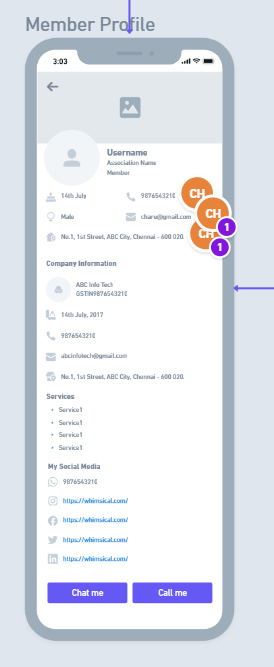 Member Profile
3:03
Username
Association Name
Member
14th July
9876543210
CH
Male
charu@gmail.com
CH
1
No.1, 1st Street, ABC City, Chennai - 600 020.
CH
1
Company Information
ABC Info Tech
GSTIN9876543210
14th July, 2017
9876543210
abcinfotech@gmail.com
No.1, 1st Street, ABC City, Chennai - 600 020.
Services
• Service1
• Service1
• Service1
• Service1
My Social Media
9876543210
https://whimsical.com/
https://whimsical.com/
https://whimsical.com/
https://whimsical.com/
Chat me
Call me